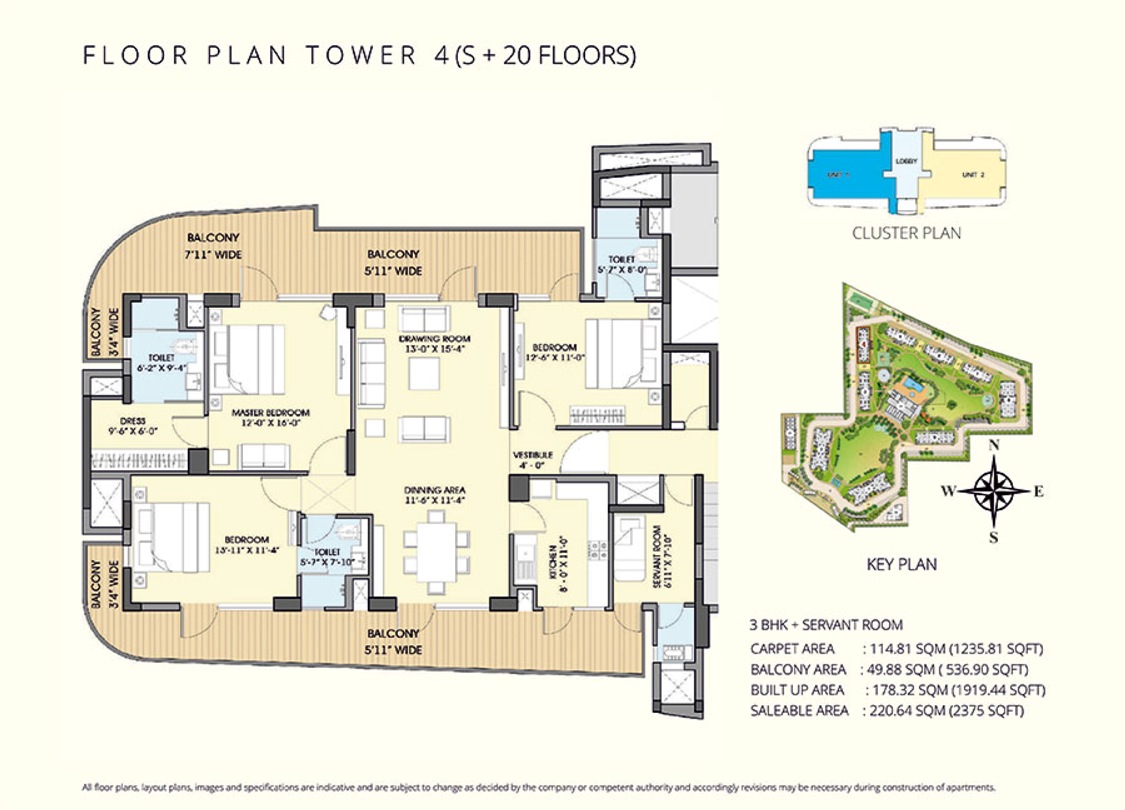 FLOOR PLAN TOWER 4 (S + 20 FLOORS)
BALCONY
7'11" WIDE
BALCONY
5'11" WIDE
TOILET
5'-7" X 8'-0"
BALCONY
3'4" WIDE
TOILET
6'-2" X 9'-4"
DRAWING ROOM
13'-0" X 15'-4"
BEDROOM
12'-6" X 11'-0"
DRESS
9'-6" X 6'-0"
MASTER BEDROOM
12'-0" X 16'-0"
VESTIBULE
4' - 0"
DINNING AREA
11'-6" X 11'-4"
BEDROOM
13'-11" X 11'-4"
TOILET
5'-7" X 7'-10"
KITCHEN
8' - 0" X 11'-0"
SERVANT ROOM
6'11" X 7'-10"
BALCONY
3'4" WIDE
BALCONY
5'11" WIDE
UNIT 1
LOBBY
UNIT 2
CLUSTER PLAN
N
W
E
S
KEY PLAN
3 BHK + SERVANT ROOM
CARPET AREA : 114.81 SQM (1235.81 SQFT)
BALCONY AREA : 49.88 SQM ( 536.90 SQFT)
BUILT UP AREA : 178.32 SQM (1919.44 SQFT)
SALEABLE AREA : 220.64 SQM (2375 SQFT)
All floor plans, layout plans, images and specifications are indicative and are subject to change as decided by the company or competent authority and accordingly revisions may be necessary during construction of apartments.